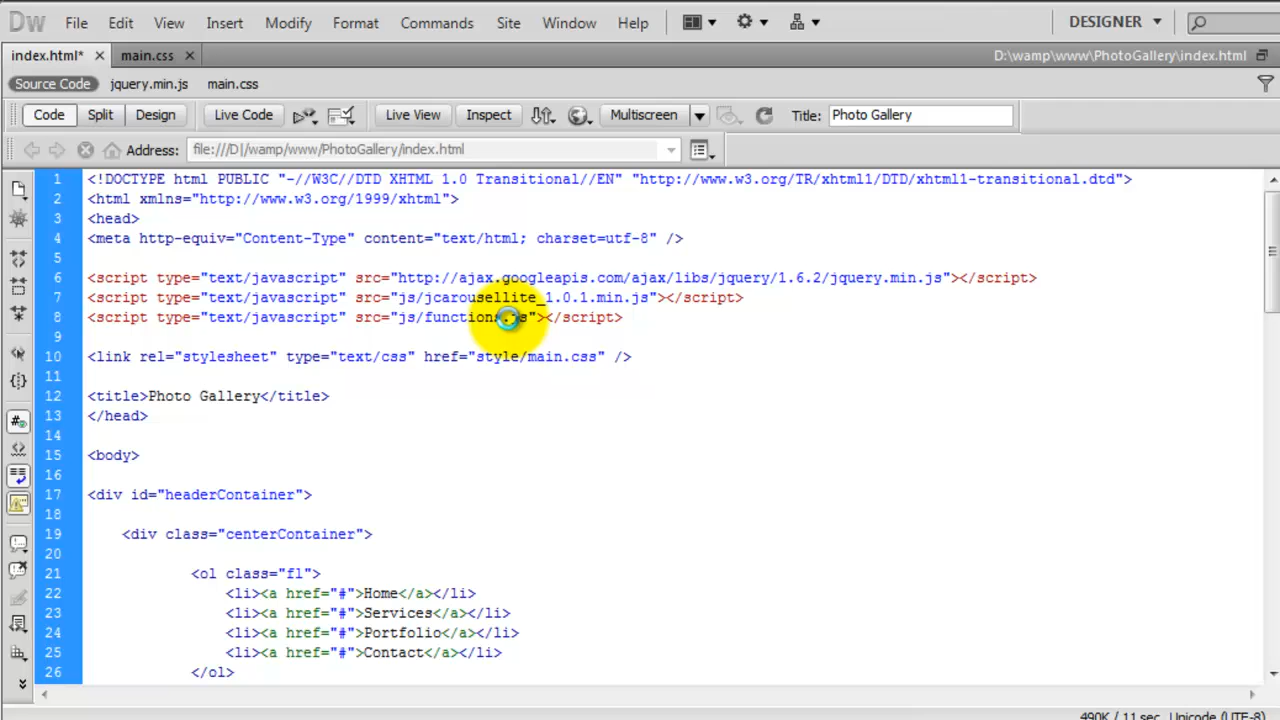 Dw File Edit View Insert Modify Format Commands Site Window Help DESIGNER
index.html* main.css D:\wamp\www\PhotoGallery\index.html
Source Code jquery.min.js main.css
Code Split Design Live Code Live View Inspect Multiscreen Title: Photo Gallery
Address: file:///D|/wamp/www/PhotoGallery/index.html
1 <!DOCTYPE html PUBLIC "-//W3C//DTD XHTML 1.0 Transitional//EN" "http://www.w3.org/TR/xhtml1/DTD/xhtml1-transitional.dtd">
2 <html xmlns="http://www.w3.org/1999/xhtml">
3 <head>
4 <meta http-equiv="Content-Type" content="text/html; charset=utf-8" />
5
6 <script type="text/javascript" src="http://ajax.googleapis.com/ajax/libs/jquery/1.6.2/jquery.min.js"></script>
7 <script type="text/javascript" src="js/jcarousellite_1.0.1.min.js"></script>
8 <script type="text/javascript" src="js/functions.js"></script>
9
10 <link rel="stylesheet" type="text/css" href="style/main.css" />
11
12 <title>Photo Gallery</title>
13 </head>
14
15 <body>
16
17 <div id="headerContainer">
18
19 <div class="centerContainer">
20
21 <ol class="fl">
22 <li><a href="#">Home</a></li>
23 <li><a href="#">Services</a></li>
24 <li><a href="#">Portfolio</a></li>
25 <li><a href="#">Contact</a></li>
26 </ol>
490K / 11 sec Unicode (UTF-8)